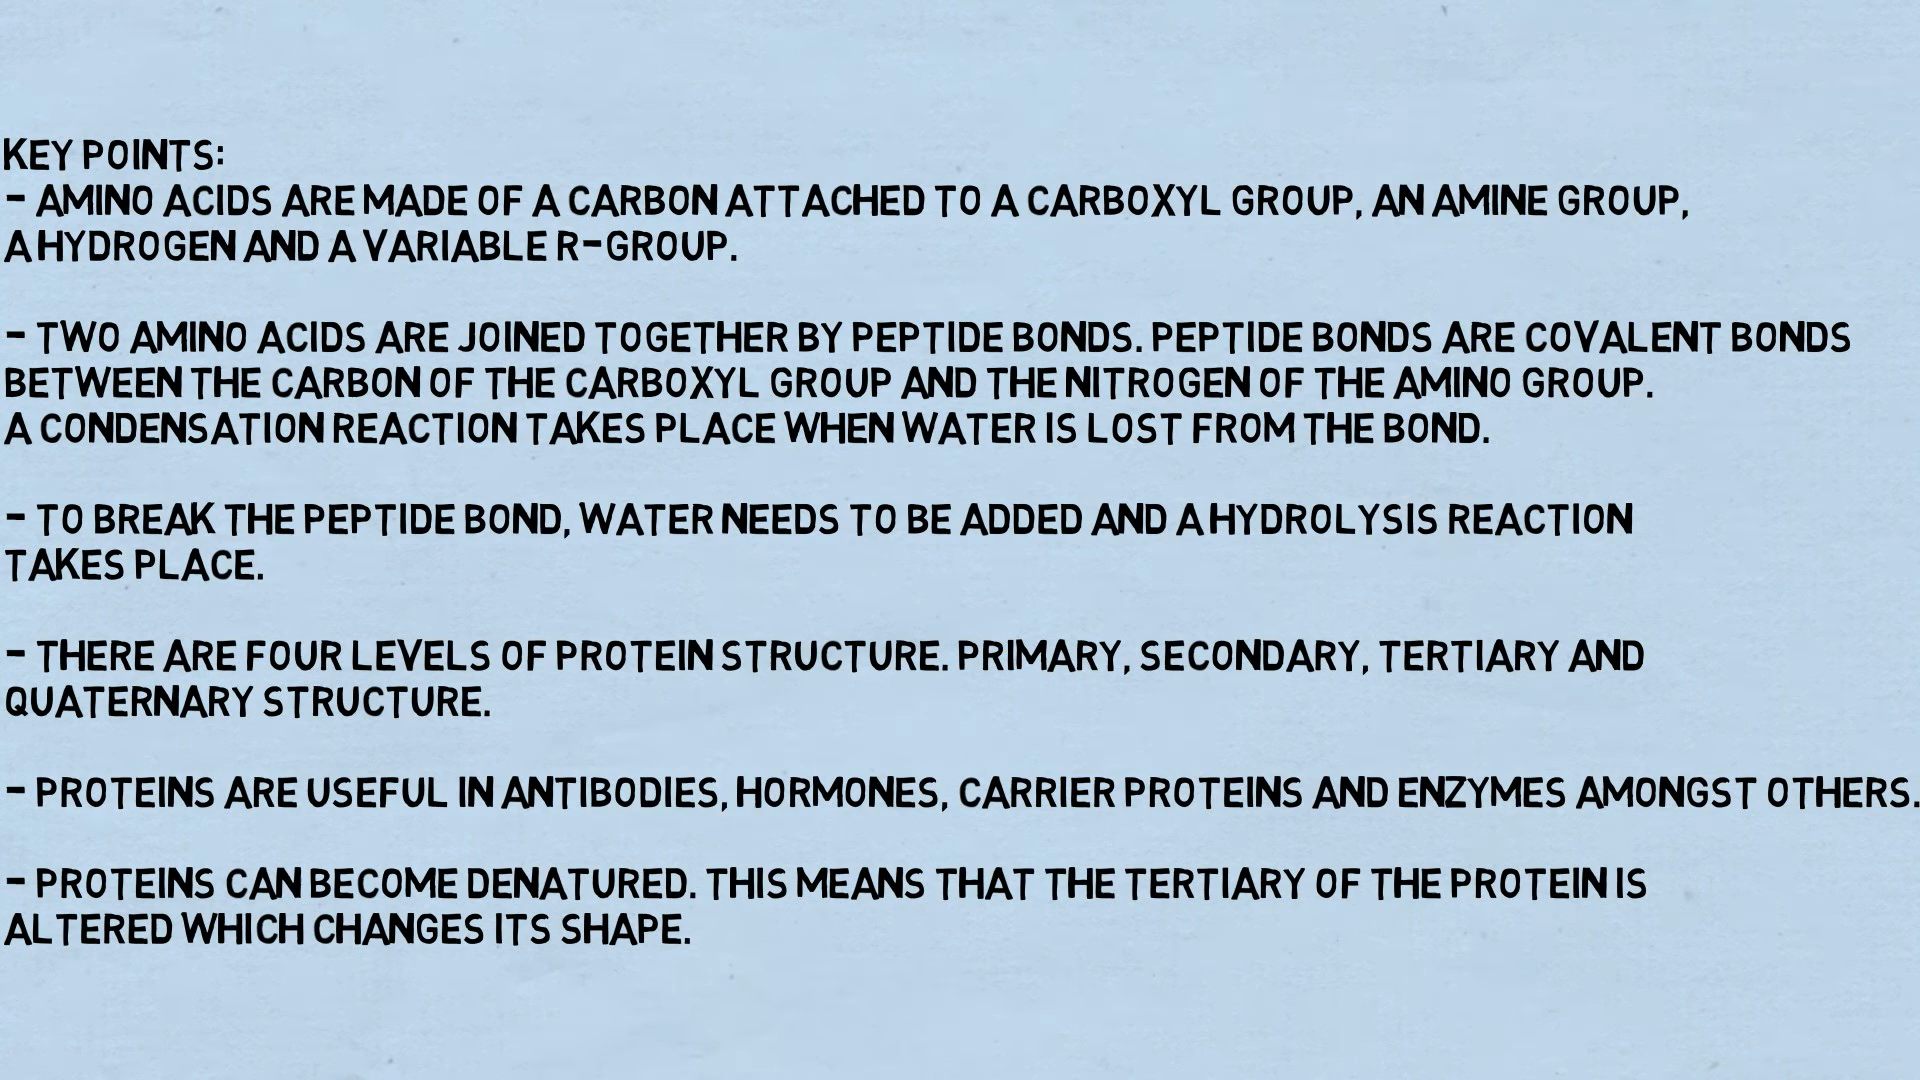 KEY POINTS:
- AMINO ACIDS ARE MADE OF A CARBON ATTACHED TO A CARBOXYL GROUP, AN AMINE GROUP,
A HYDROGEN AND A VARIABLE R-GROUP.
- TWO AMINO ACIDS ARE JOINED TOGETHER BY PEPTIDE BONDS. PEPTIDE BONDS ARE COVALENT BONDS
BETWEEN THE CARBON OF THE CARBOXYL GROUP AND THE NITROGEN OF THE AMINO GROUP.
A CONDENSATION REACTION TAKES PLACE WHEN WATER IS LOST FROM THE BOND.
- TO BREAK THE PEPTIDE BOND, WATER NEEDS TO BE ADDED AND A HYDROLYSIS REACTION
TAKES PLACE.
- THERE ARE FOUR LEVELS OF PROTEIN STRUCTURE. PRIMARY, SECONDARY, TERTIARY AND
QUATERNARY STRUCTURE.
- PROTEINS ARE USEFUL IN ANTIBODIES, HORMONES, CARRIER PROTEINS AND ENZYMES AMONGST OTHERS.
- PROTEINS CAN BECOME DENATURED. THIS MEANS THAT THE TERTIARY OF THE PROTEIN IS
ALTERED WHICH CHANGES ITS SHAPE.